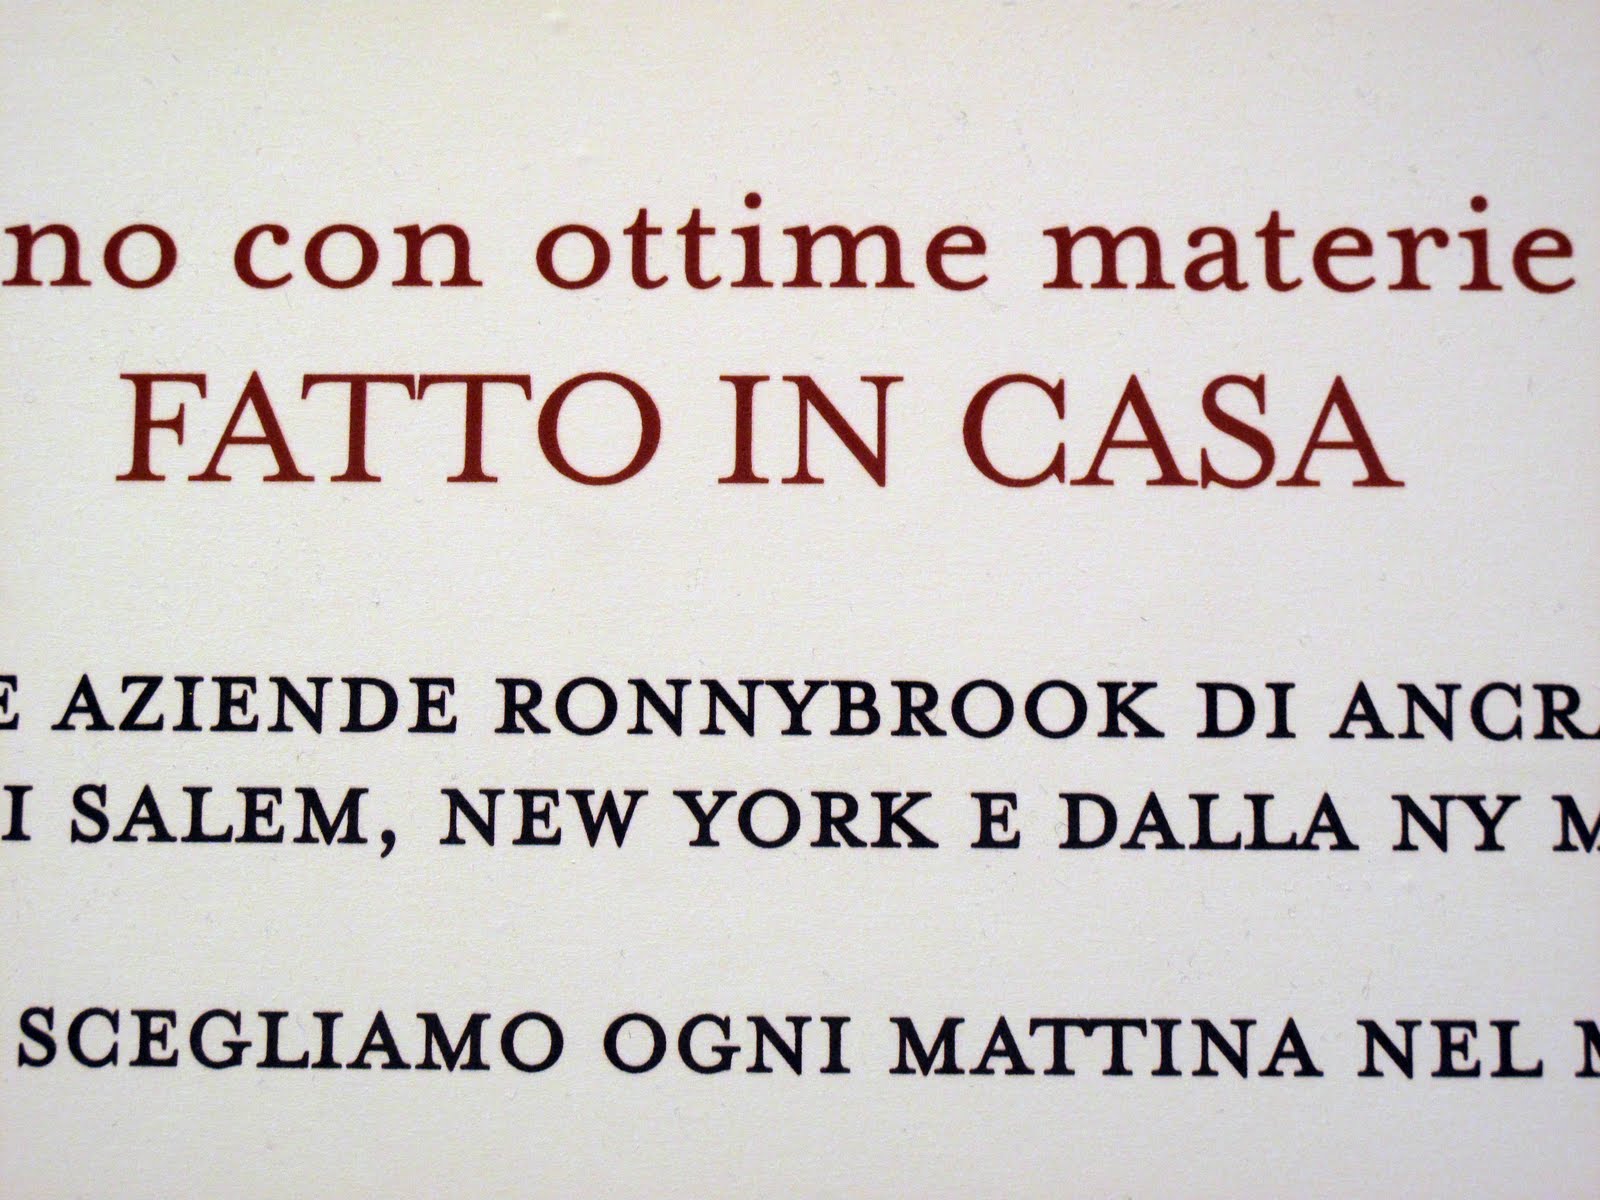 no con ottime materie
FATTO IN CASA
E AZIENDE RONNYBROOK DI ANCRA
I SALEM, NEW YORK E DALLA NY M
SCEGLIAMO OGNI MATTINA NEL M